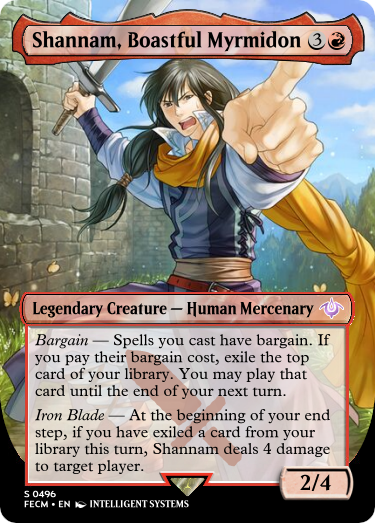 Shannam, Boastful Myrmidon 3
Legendary Creature — Human Mercenary
Bargain — Spells you cast have bargain. If
you pay their bargain cost, exile the top
card of your library. You may play that
card until the end of your next turn.
Iron Blade — At the beginning of your end
step, if you have exiled a card from your
library this turn, Shannam deals 4 damage
to target player.
2/4
S 0496
FECM • EN INTELLIGENT SYSTEMS